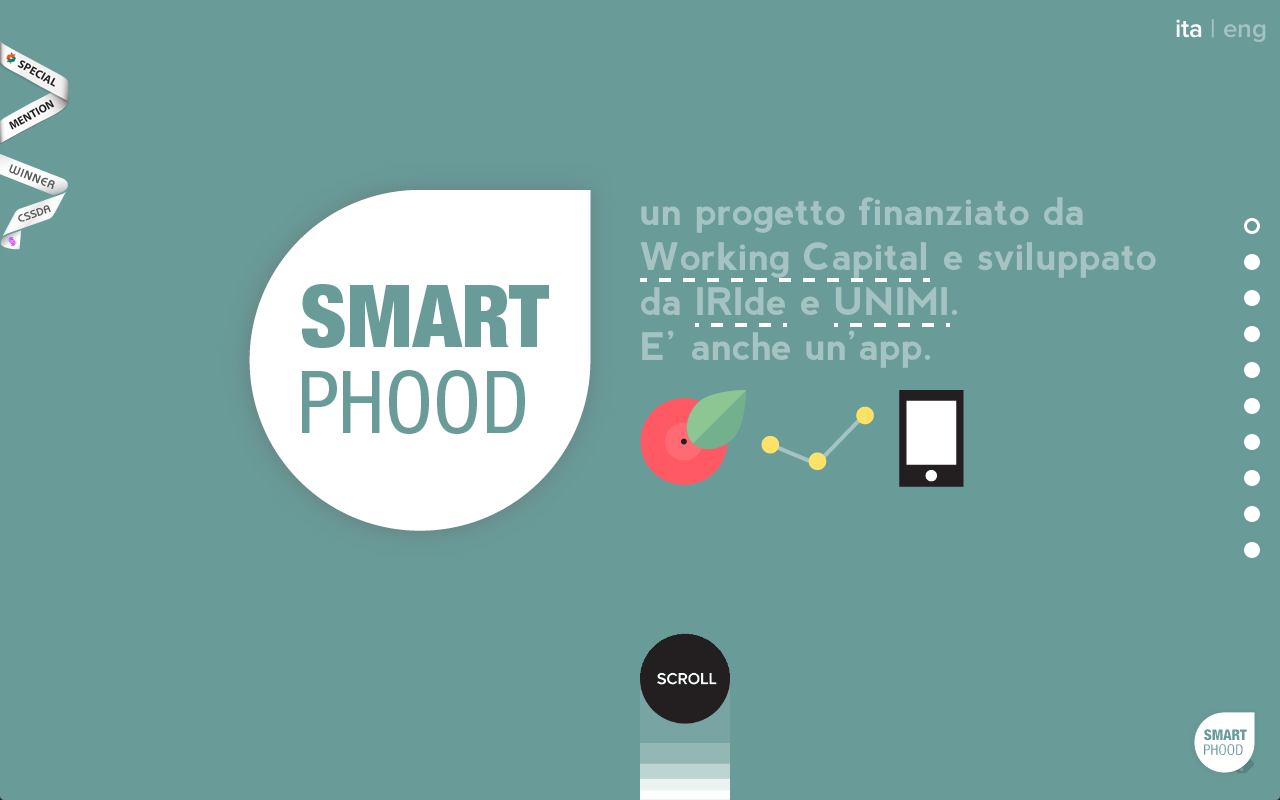 ita | eng
SPECIAL
MENTION
WINNER
CSSDA
SMART
PHOOD
un progetto finanziato da
Working Capital e sviluppato
da IRIde e UNIMI.
E’ anche un’app.
SCROLL
SMART
PHOOD